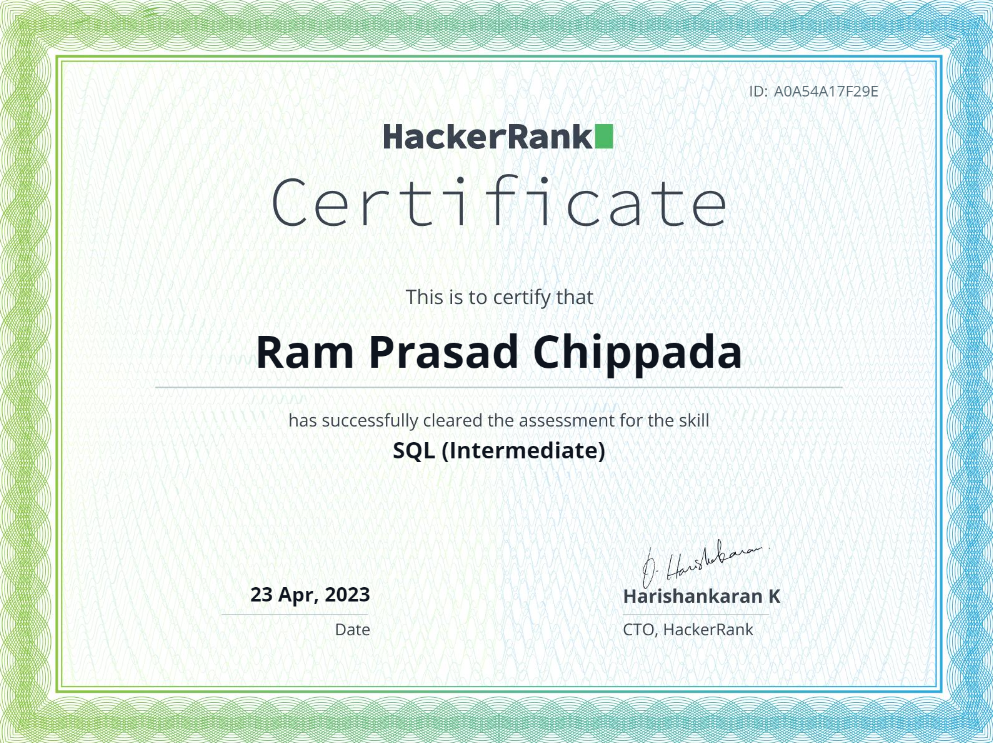 ID: A0A54A17F29E
HackerRank
Certificate
This is to certify that
Ram Prasad Chippada
has successfully cleared the assessment for the skill
SQL (Intermediate)
23 Apr, 2023
Date
Harishankaran K
CTO, HackerRank